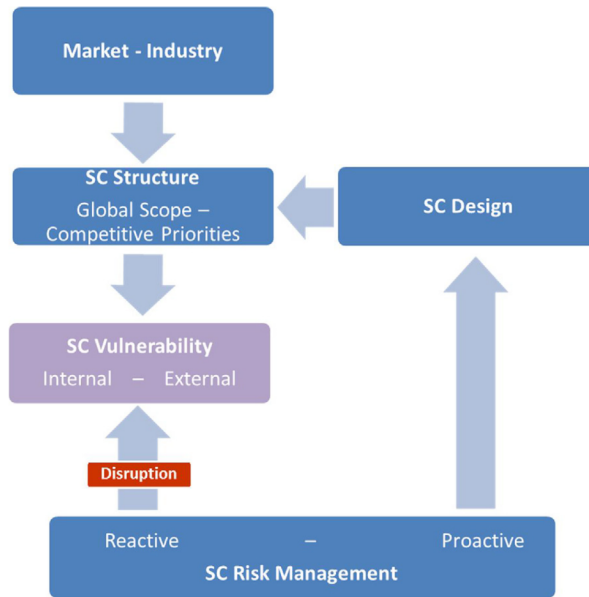 Market - Industry
SC Structure
Global Scope –
Competitive Priorities
SC Design
SC Vulnerability
Internal – External
Disruption
Reactive – Proactive
SC Risk Management